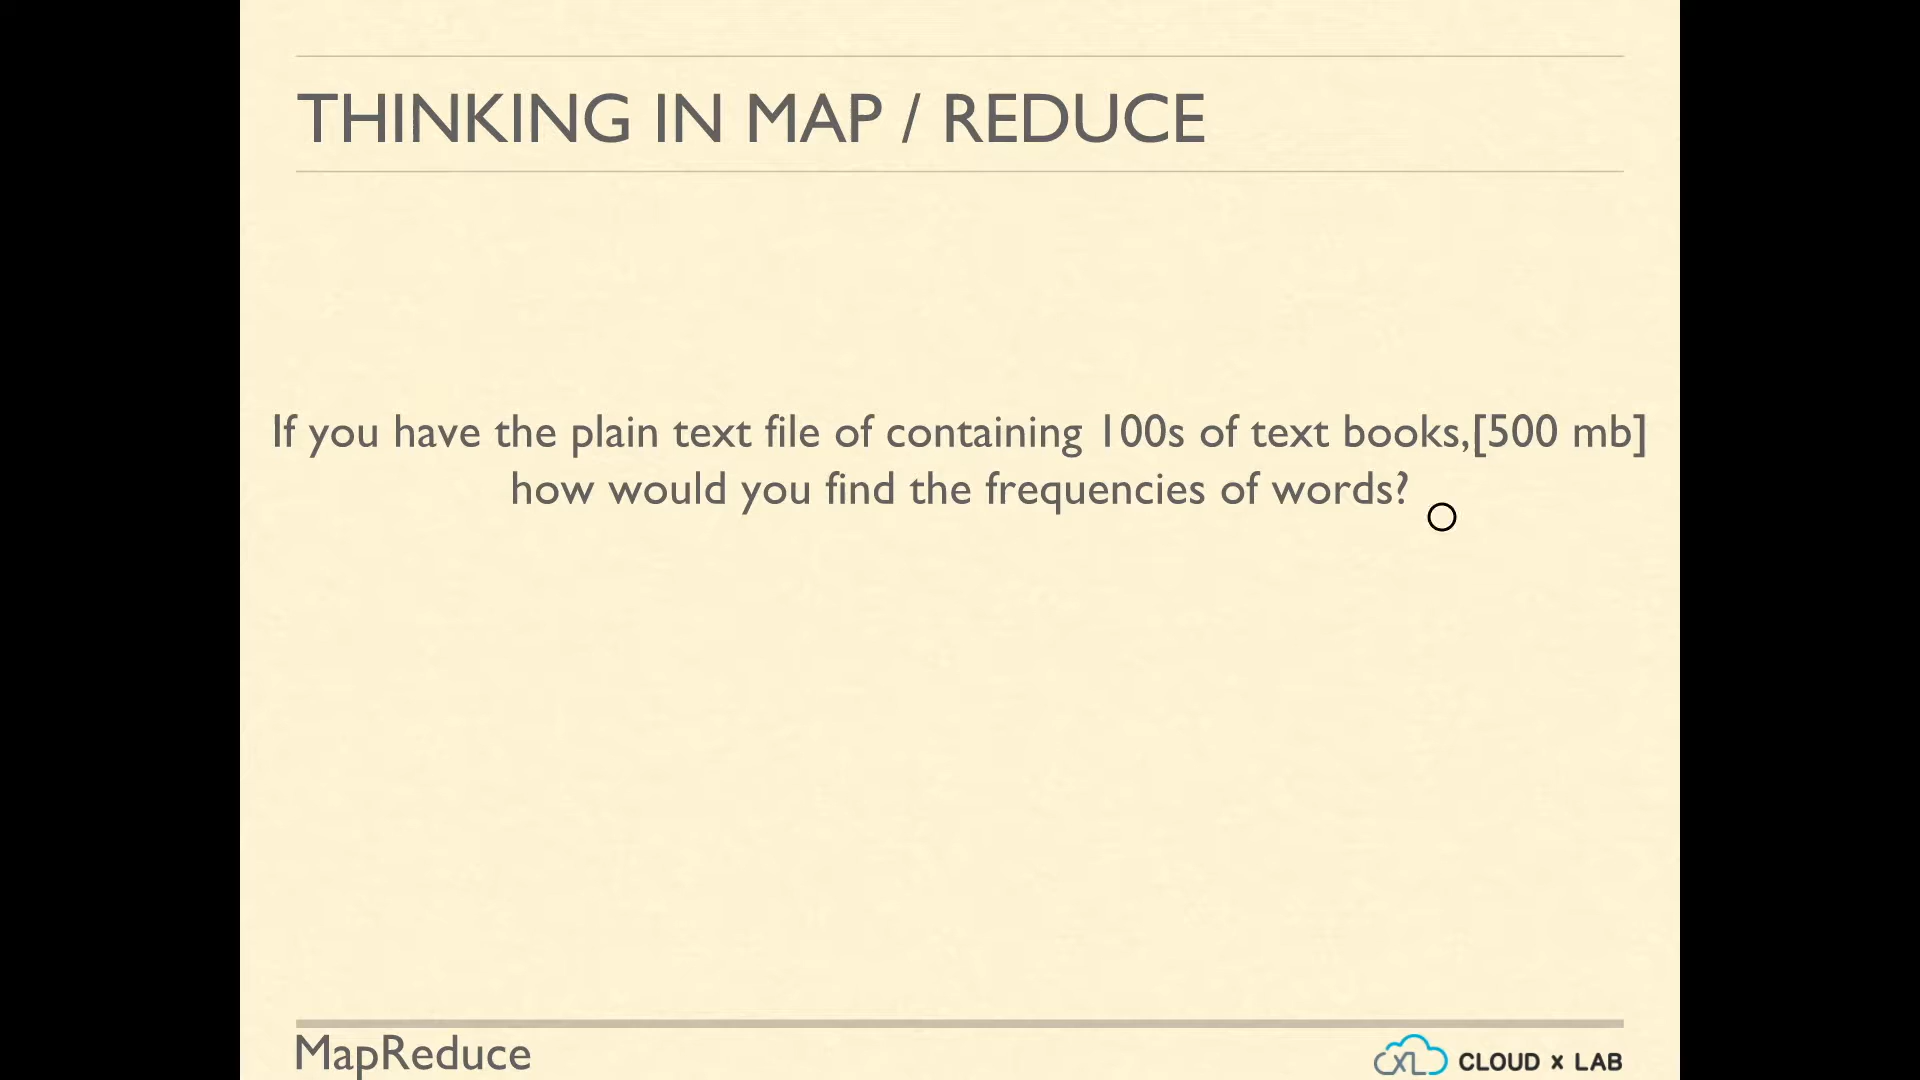 THINKING IN MAP / REDUCE
If you have the plain text file of containing 100s of text books,[500 mb]
how would you find the frequencies of words?
MapReduce
XL CLOUD x LAB